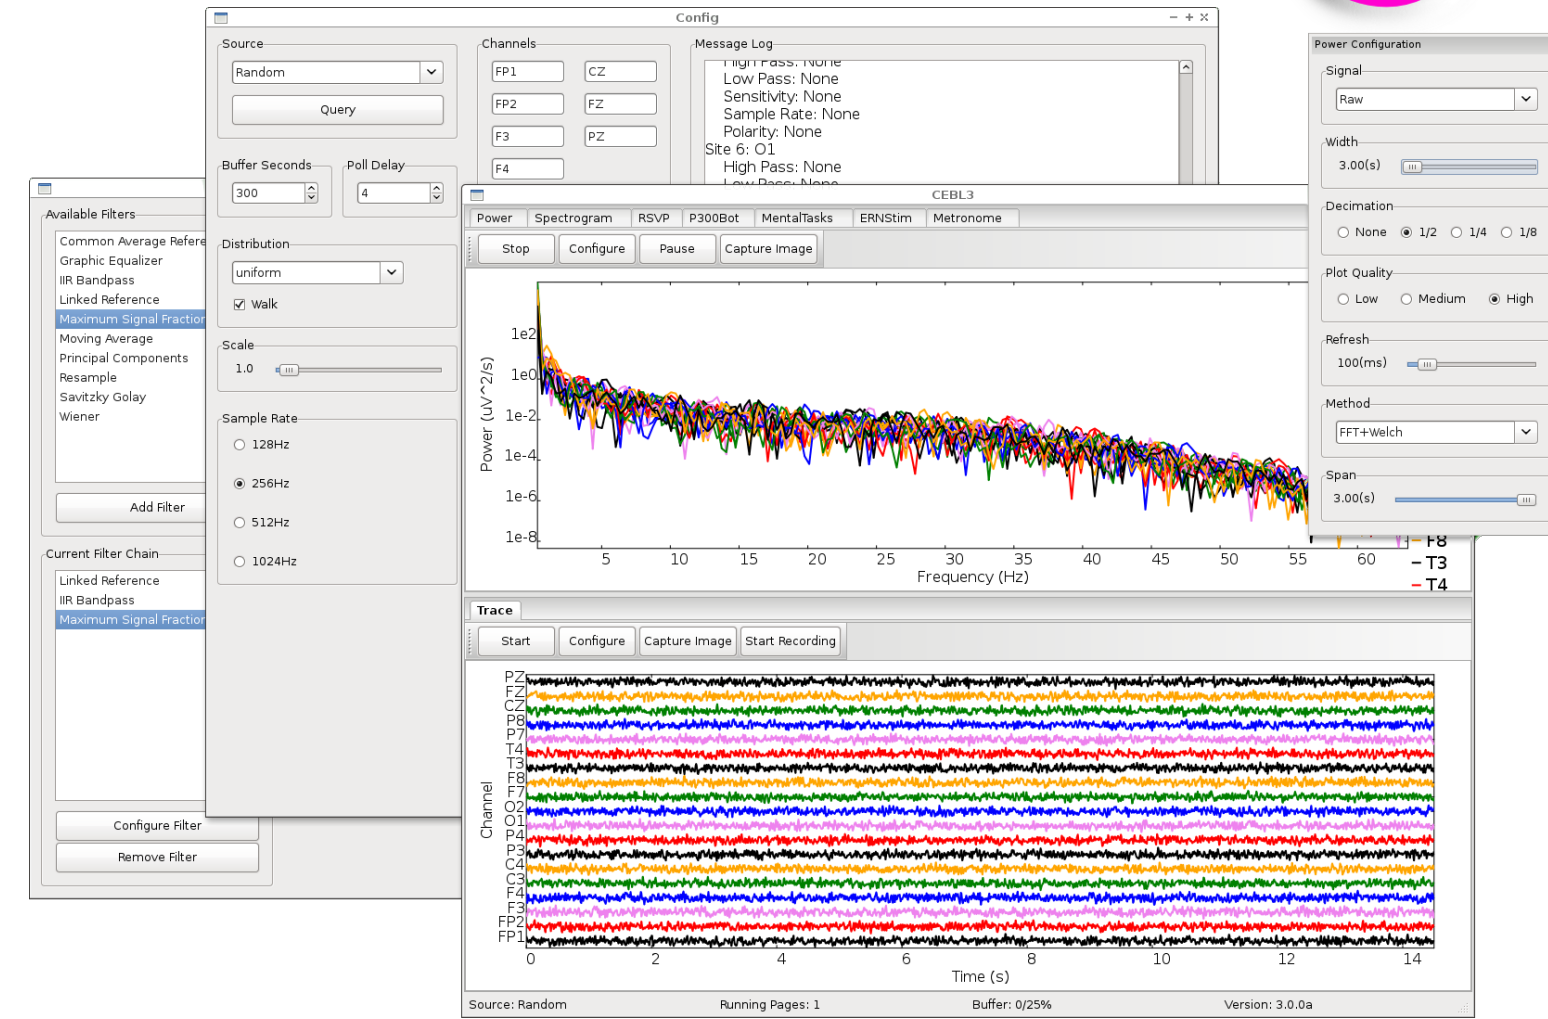 Config
Source
Random
Query
Buffer Seconds
300
Poll Delay
4
Distribution
uniform
Walk
Scale
1.0
Sample Rate
128Hz
256Hz
512Hz
1024Hz
Channels
FP1
CZ
FP2
FZ
F3
PZ
F4
Message Log
High Pass: None
Low Pass: None
Sensitivity: None
Sample Rate: None
Polarity: None
Site 6: O1
High Pass: None
Low Pass: None
Available Filters
Common Average Refere
Graphic Equalizer
IIR Bandpass
Linked Reference
Maximum Signal Fraction
Moving Average
Principal Components
Resample
Savitzky Golay
Wiener
Add Filter
Current Filter Chain
Linked Reference
IIR Bandpass
Maximum Signal Fraction
Configure Filter
Remove Filter
CEBL3
Power Spectrogram RSVP P300Bot MentalTasks ERNStim Metronome
Stop Configure Pause Capture Image
Power (uV^2/s)
1e2
1e0
1e-2
1e-4
1e-6
1e-8
5 10 15 20 25 30 35 40 45 50 55 60
Frequency (Hz)
F8
T3
T4
Trace
Start Configure Capture Image Start Recording
Channel
PZ
FZ
CZ
P8
P7
T4
T3
F8
F7
O2
O1
P4
P3
C4
C3
F4
F3
FP2
FP1
0 2 4 6 8 10 12 14
Time (s)
Source: Random Running Pages: 1 Buffer: 0/25% Version: 3.0.0a
Power Configuration
Signal
Raw
Width
3.00(s)
Decimation
None 1/2 1/4 1/8
Plot Quality
Low Medium High
Refresh
100(ms)
Method
FFT+Welch
Span
3.00(s)